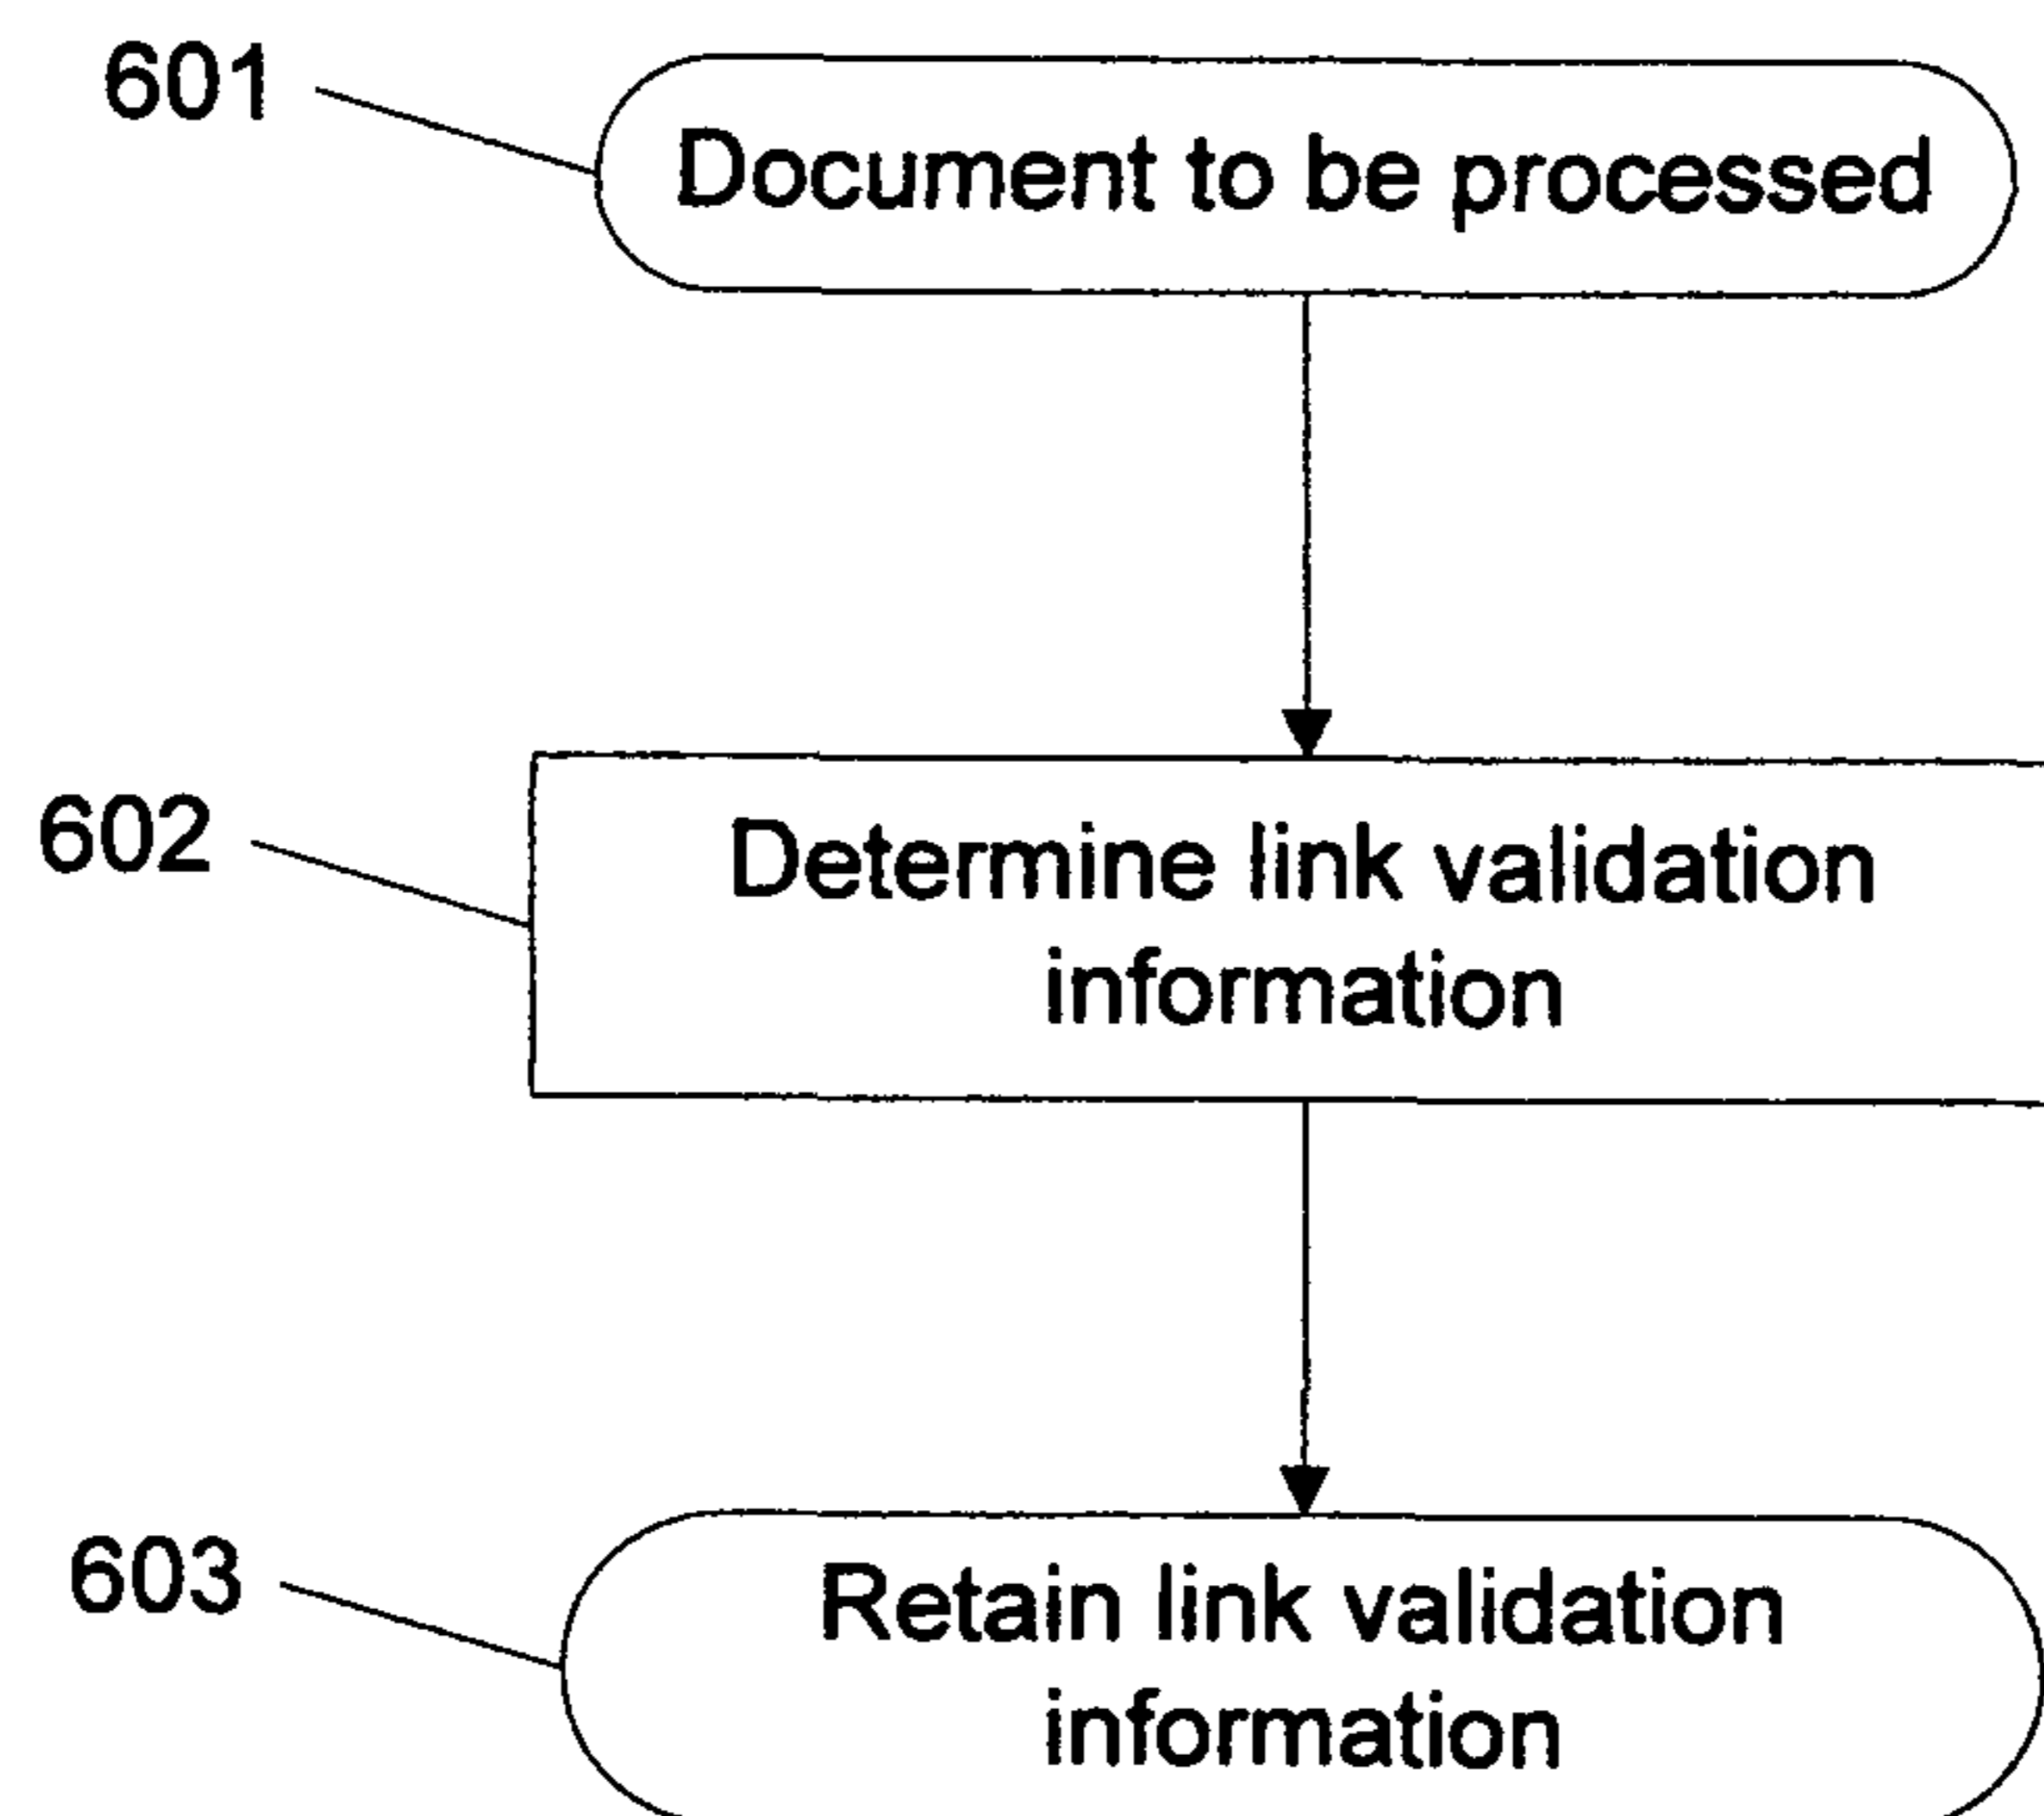 601
Document to be processed
602
Determine link validation
information
603
Retain link validation
information